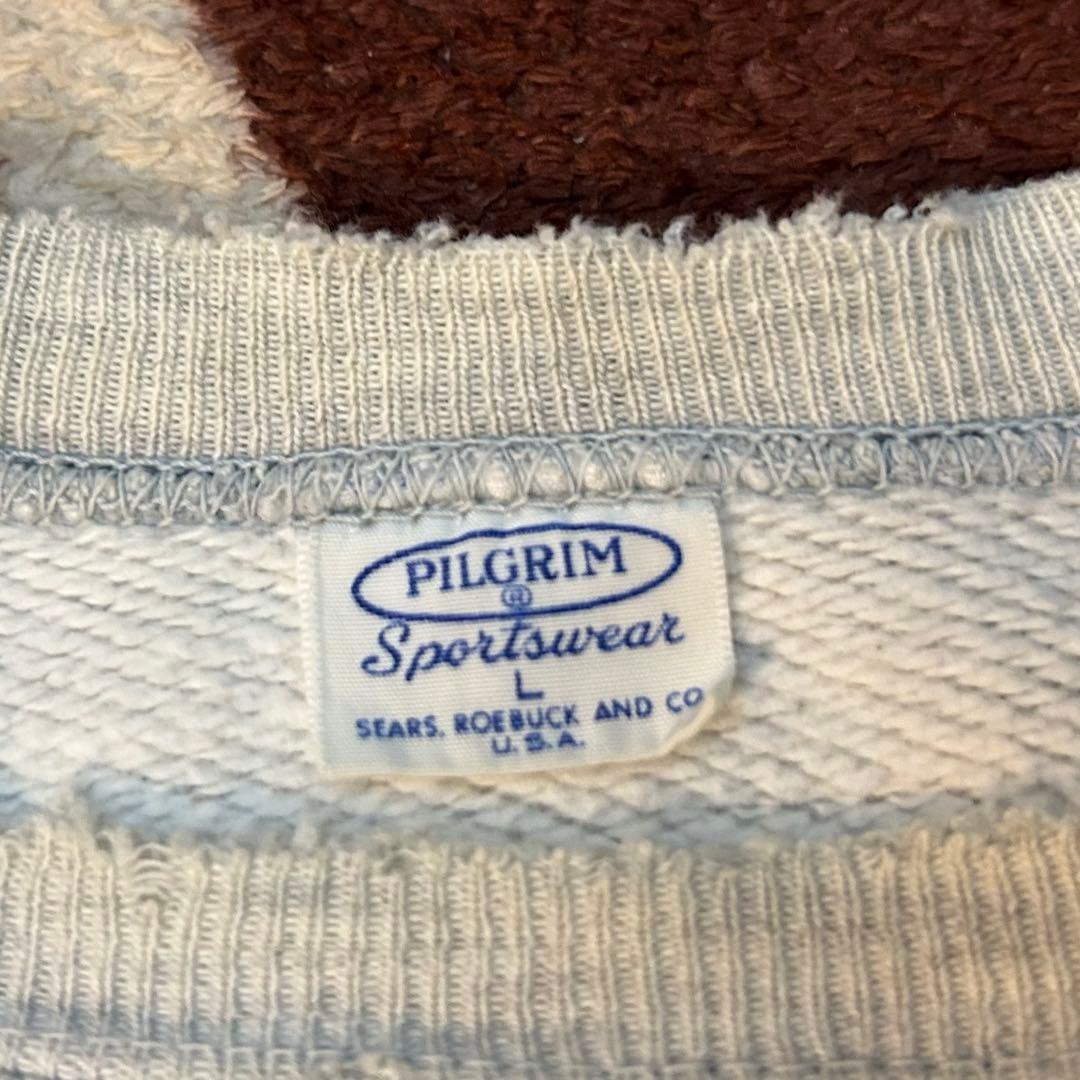 PILGRIM
®
Sportswear
L
SEARS, ROEBUCK AND CO
U.S.A.